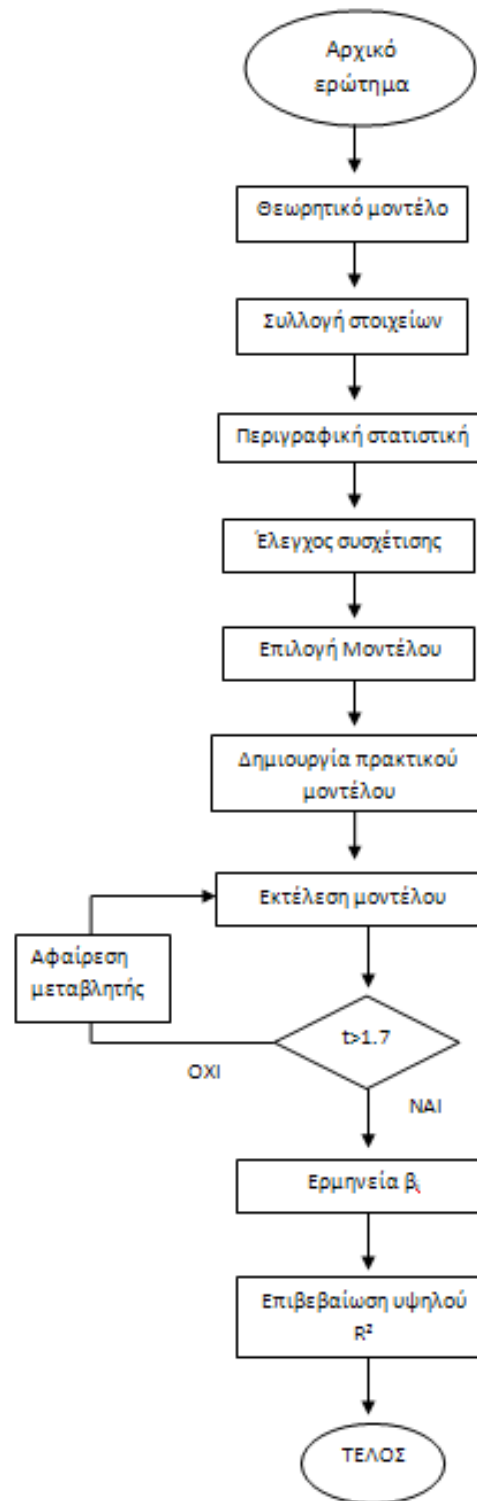 Αρχικό
ερώτημα
Θεωρητικό μοντέλο
Συλλογή στοιχείων
Περιγραφική στατιστική
Έλεγχος συσχέτισης
Επιλογή Μοντέλου
Δημιουργία πρακτικού
μοντέλου
Εκτέλεση μοντέλου
Αφαίρεση
μεταβλητής
t>1.7
ΟΧΙ
ΝΑΙ
Ερμηνεία βᵢ
Επιβεβαίωση υψηλού
R²
ΤΕΛΟΣ